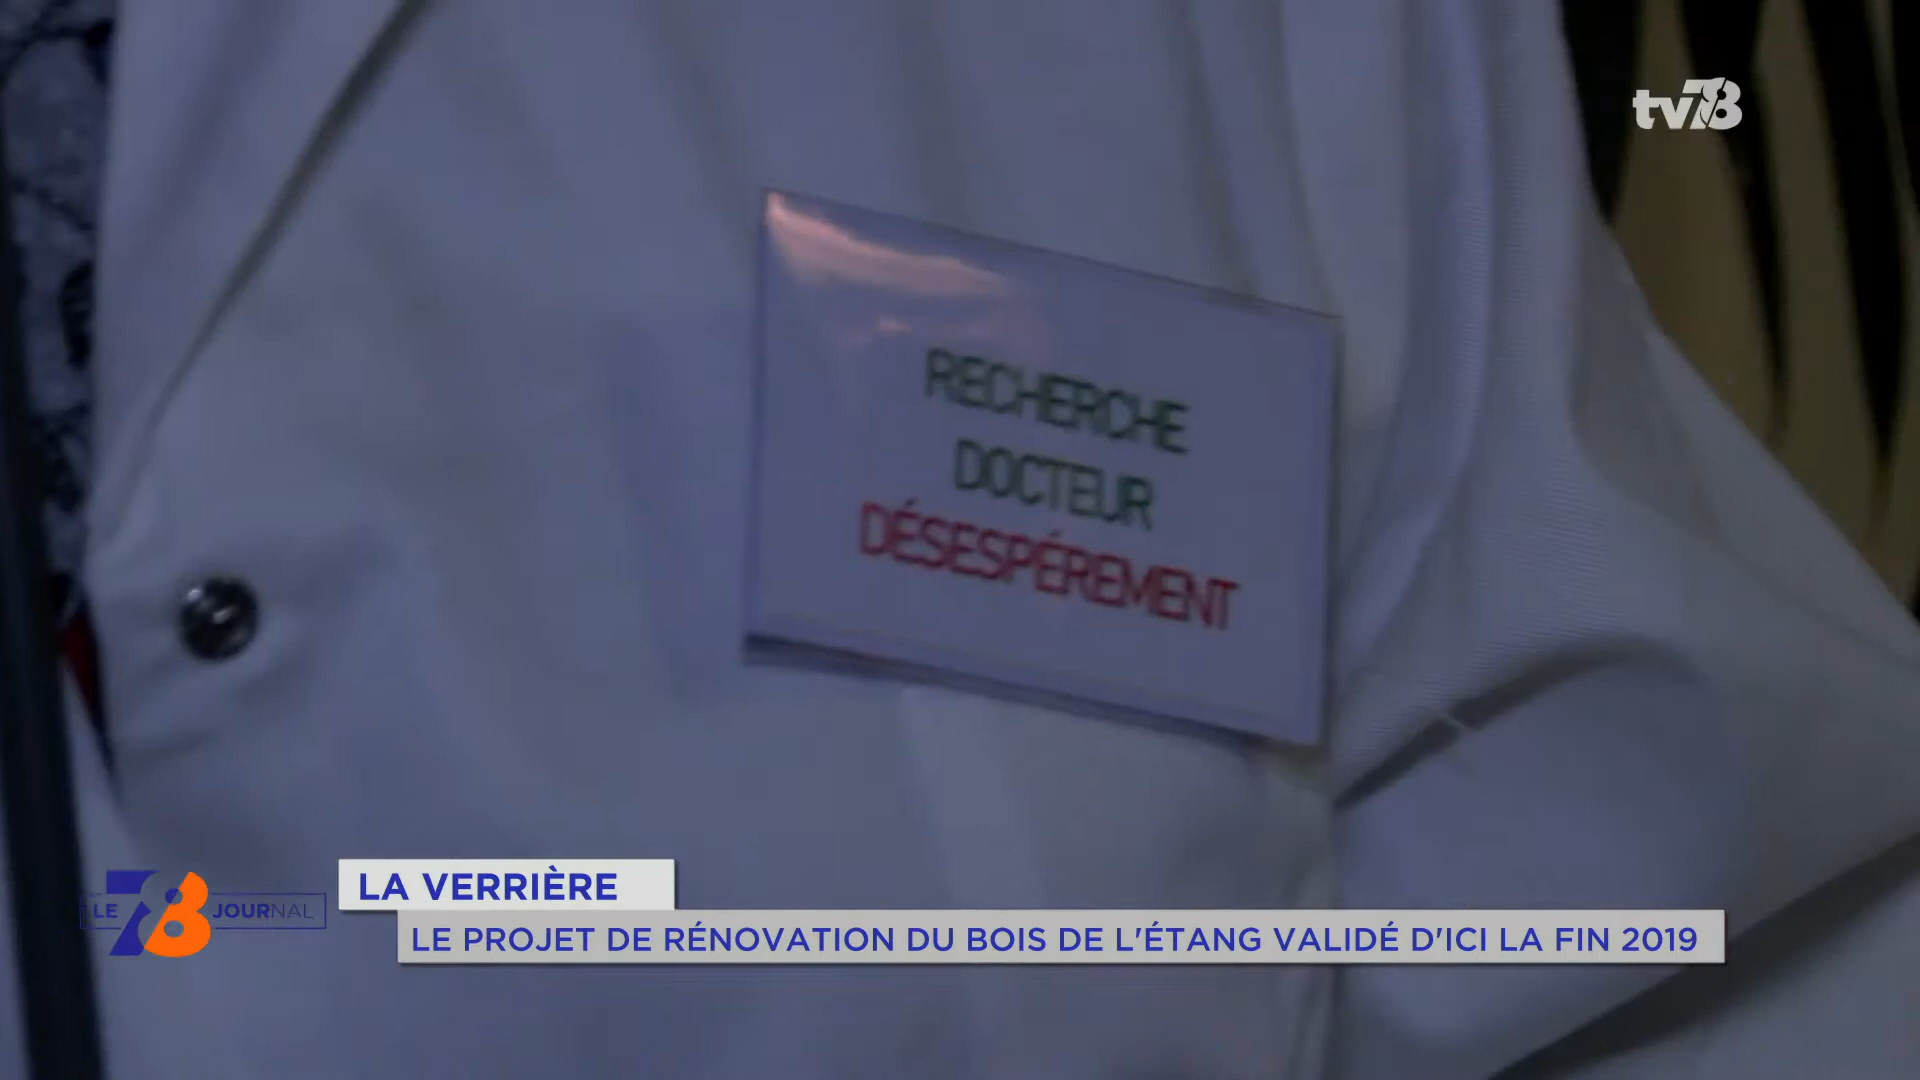 tv78
RECHERCHE
DOCTEUR
DÉSESPÉREMENT
LA VERRIÈRE
LE 78 JOURNAL
LE PROJET DE RÉNOVATION DU BOIS DE L'ÉTANG VALIDÉ D'ICI LA FIN 2019